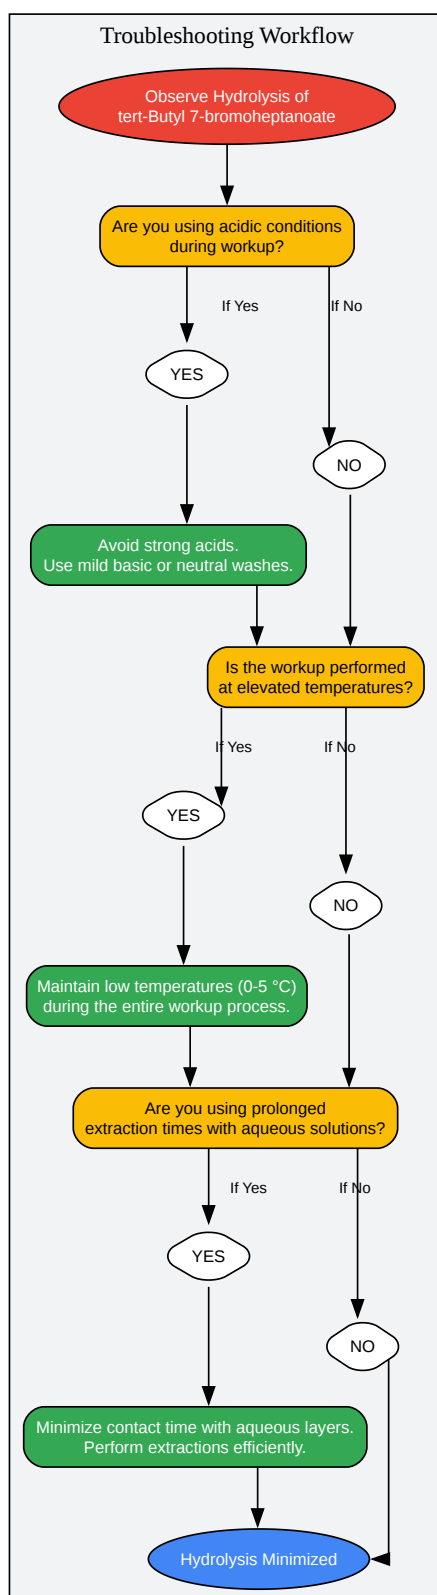 Troubleshooting Workflow
Observe Hydrolysis of
tert-Butyl 7-bromoheptanoate
Are you using acidic conditions
during workup?
If Yes
If No
YES
NO
Avoid strong acids.
Use mild basic or neutral washes.
Is the workup performed
at elevated temperatures?
If Yes
If No
YES
NO
Maintain low temperatures (0-5 °C)
during the entire workup process.
Are you using prolonged
extraction times with aqueous solutions?
If Yes
If No
YES
NO
Minimize contact time with aqueous layers.
Perform extractions efficiently.
Hydrolysis Minimized